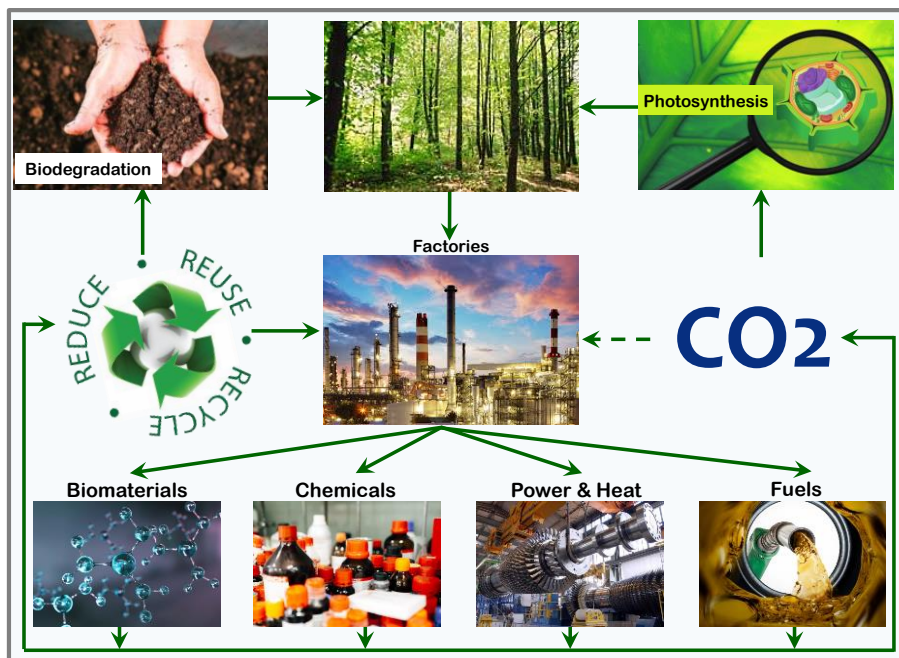 Photosynthesis
Biodegradation
Factories
REDUCE
REUSE
RECYCLE
CO2
Biomaterials
Chemicals
Power & Heat
Fuels